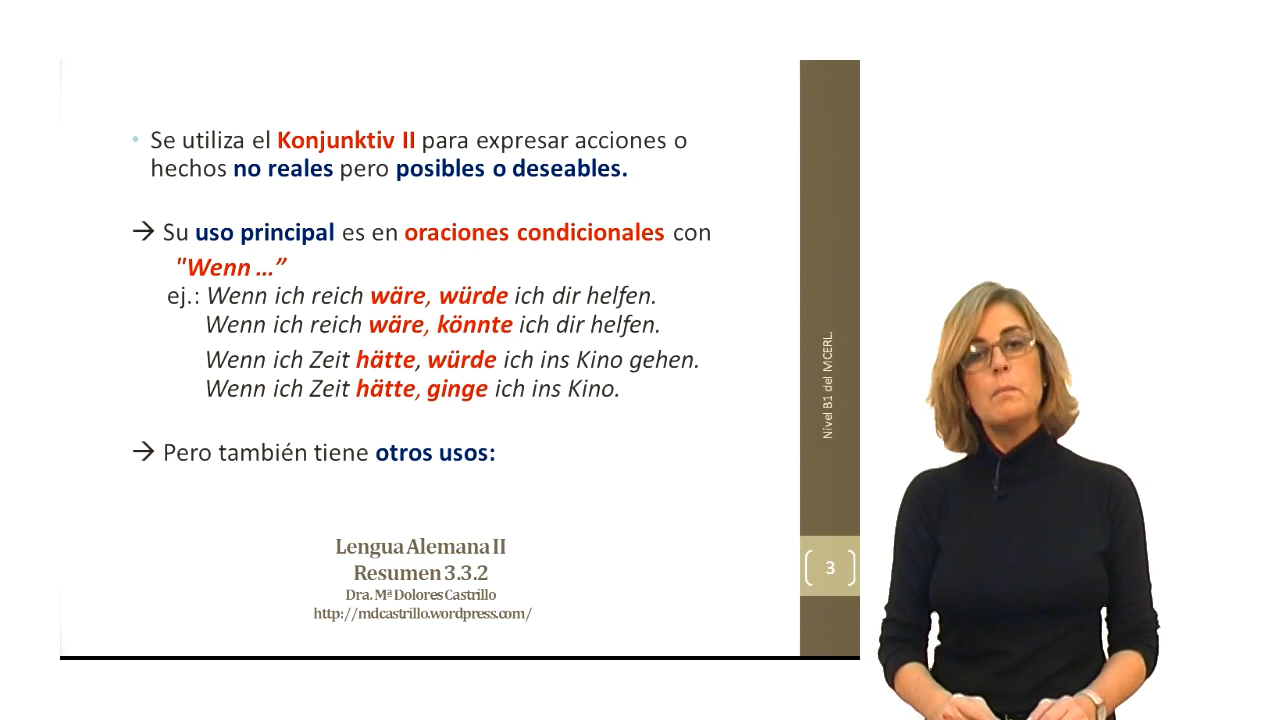 • Se utiliza el Konjunktiv II para expresar acciones o
hechos no reales pero posibles o deseables.
→ Su uso principal es en oraciones condicionales con
"Wenn …”
ej.: Wenn ich reich wäre, würde ich dir helfen.
Wenn ich reich wäre, könnte ich dir helfen.
Wenn ich Zeit hätte, würde ich ins Kino gehen.
Wenn ich Zeit hätte, ginge ich ins Kino.
→ Pero también tiene otros usos:
Lengua Alemana II
Resumen 3.3.2
Dra. Mª Dolores Castrillo
http://mdcastrillo.wordpress.com/
Nivel B1 del MCERL.
3